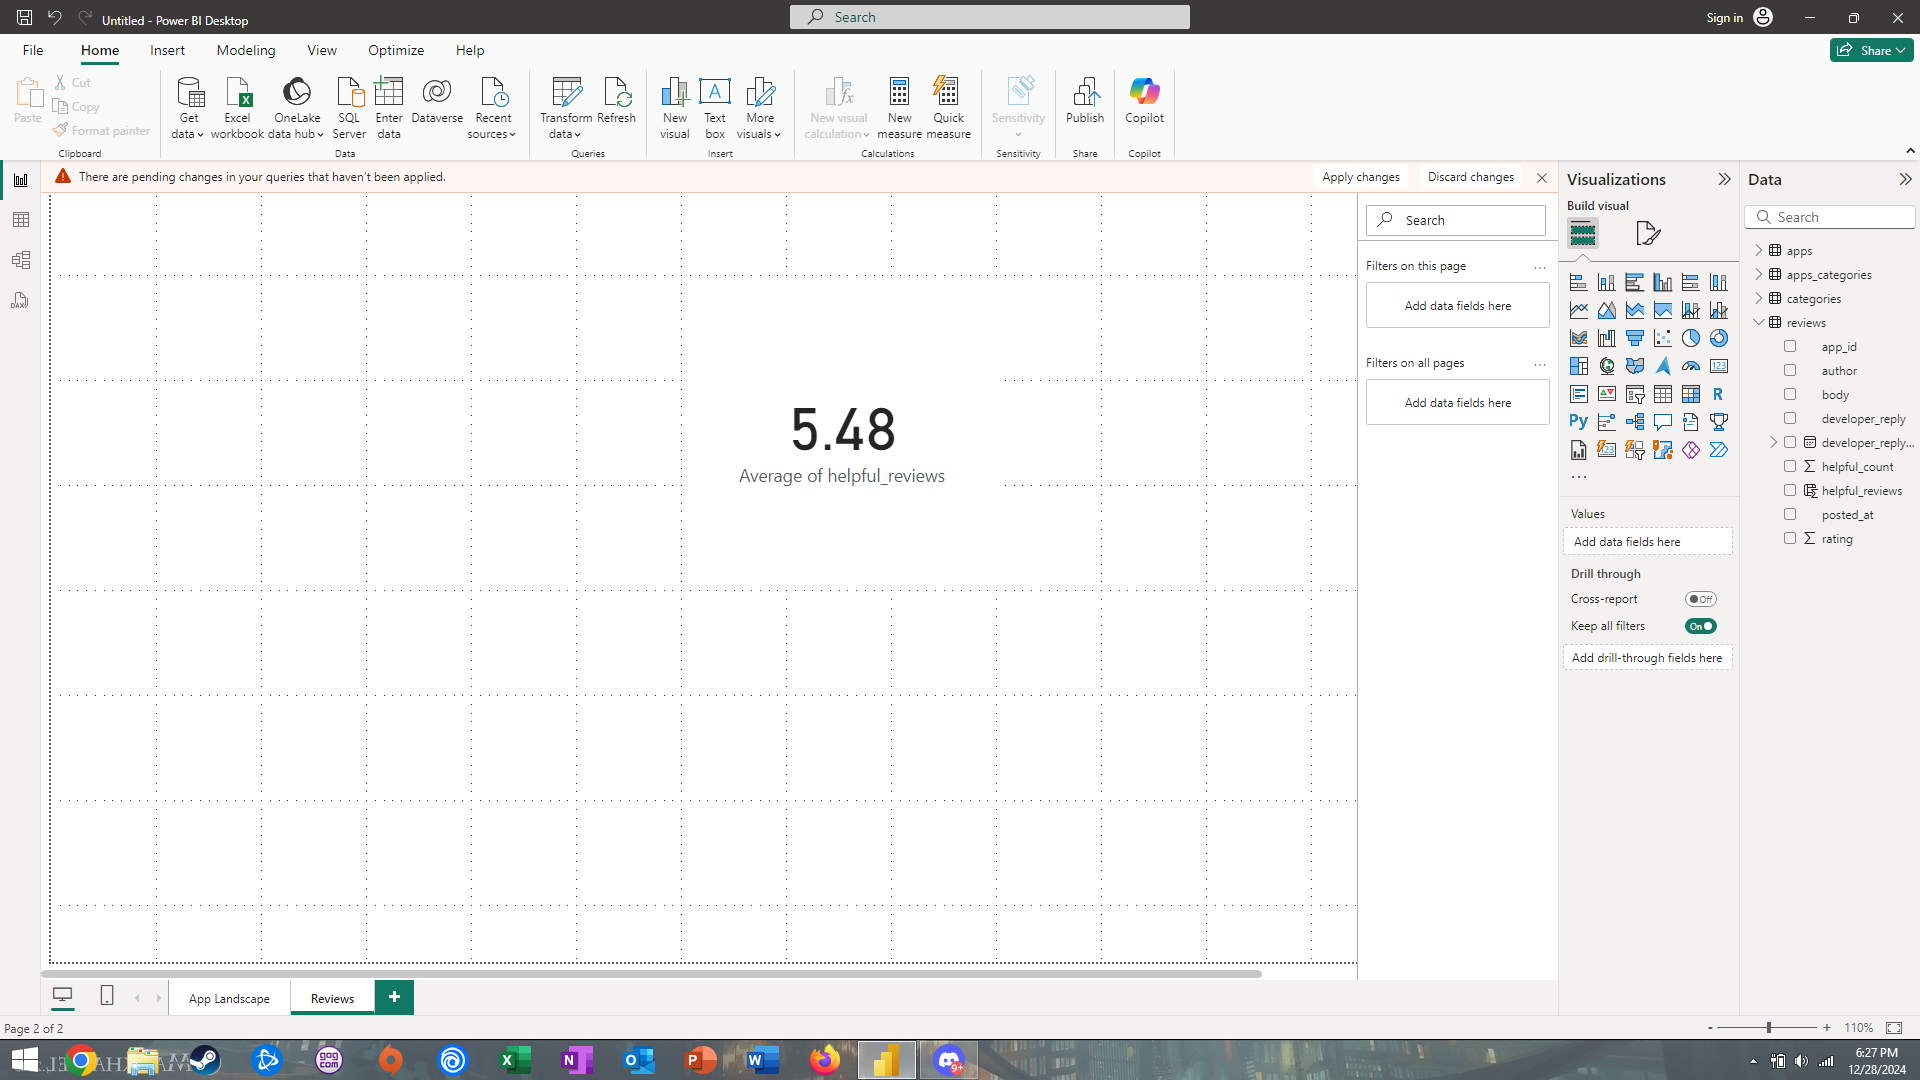 Untitled - Power BI Desktop
Search
Sign in
File
Home
Insert
Modeling
View
Optimize
Help
Share
Paste
Cut
Copy
Format painter
Clipboard
Get data
Excel workbook
OneLake data hub
SQL Server
Enter data
Dataverse
Recent sources
Data
Transform data
Refresh
Queries
New visual
Text box
More visuals
Insert
New visual calculation
New measure
Quick measure
Calculations
Sensitivity
Sensitivity
Publish
Share
Copilot
Copilot
There are pending changes in your queries that haven't been applied.
Apply changes
Discard changes
5.48
Average of helpful_reviews
Search
Filters on this page
...
Add data fields here
Filters on all pages
...
Add data fields here
Visualizations
Build visual
R
Py
123
...
Values
Add data fields here
Drill through
Cross-report
Off
Keep all filters
On
Add drill-through fields here
Data
Search
apps
apps_categories
categories
reviews
app_id
author
body
developer_reply
developer_reply...
helpful_count
helpful_reviews
posted_at
rating
App Landscape
Reviews
+
Page 2 of 2
- + 110%
gog.com
9+
6:27 PM
12/28/2024